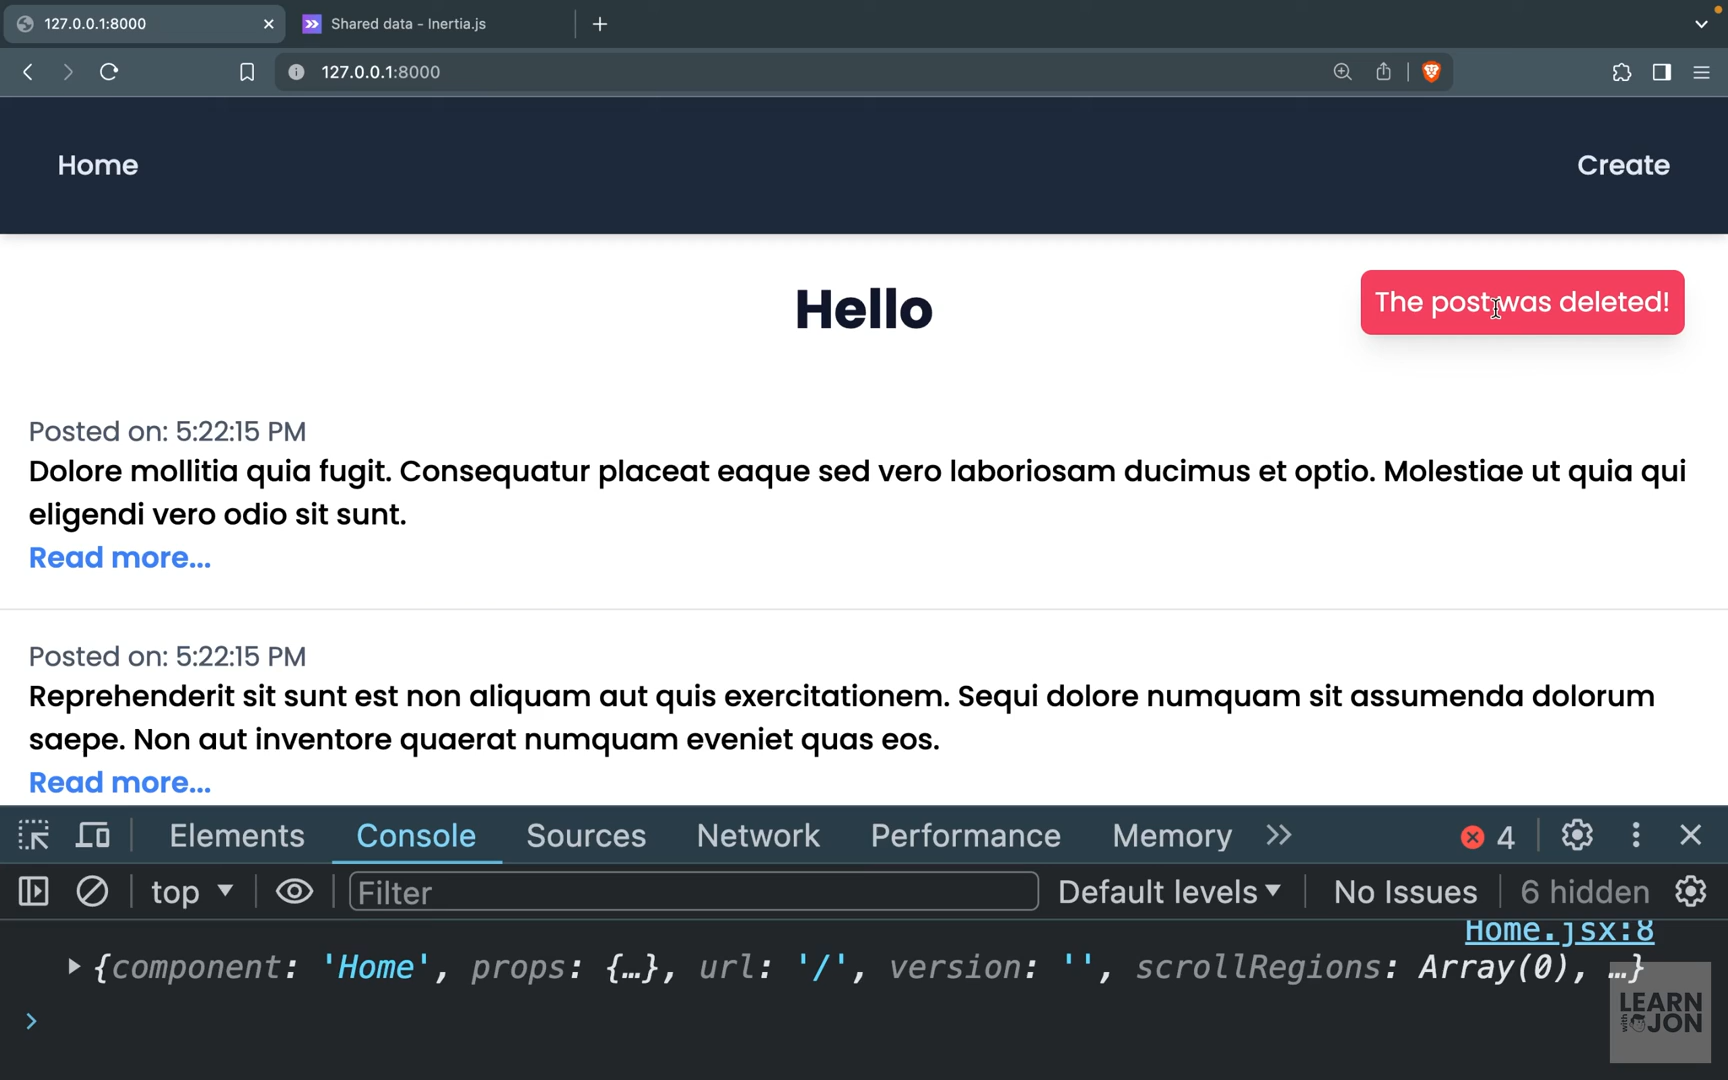 127.0.0.1:8000
Shared data - Inertia.js
127.0.0.1:8000
Home
Create
Hello
The post was deleted!
Posted on: 5:22:15 PM
Dolore mollitia quia fugit. Consequatur placeat eaque sed vero laboriosam ducimus et optio. Molestiae ut quia qui
eligendi vero odio sit sunt.
Read more...
Posted on: 5:22:15 PM
Reprehenderit sit sunt est non aliquam aut quis exercitationem. Sequi dolore numquam sit assumenda dolorum
saepe. Non aut inventore quaerat numquam eveniet quas eos.
Read more...
Elements Console Sources Network Performance Memory 4
top Filter Default levels No Issues 6 hidden
Home.jsx:8
{component: 'Home', props: {…}, url: '/', version: '', scrollRegions: Array(0), …}
LEARN
with JON